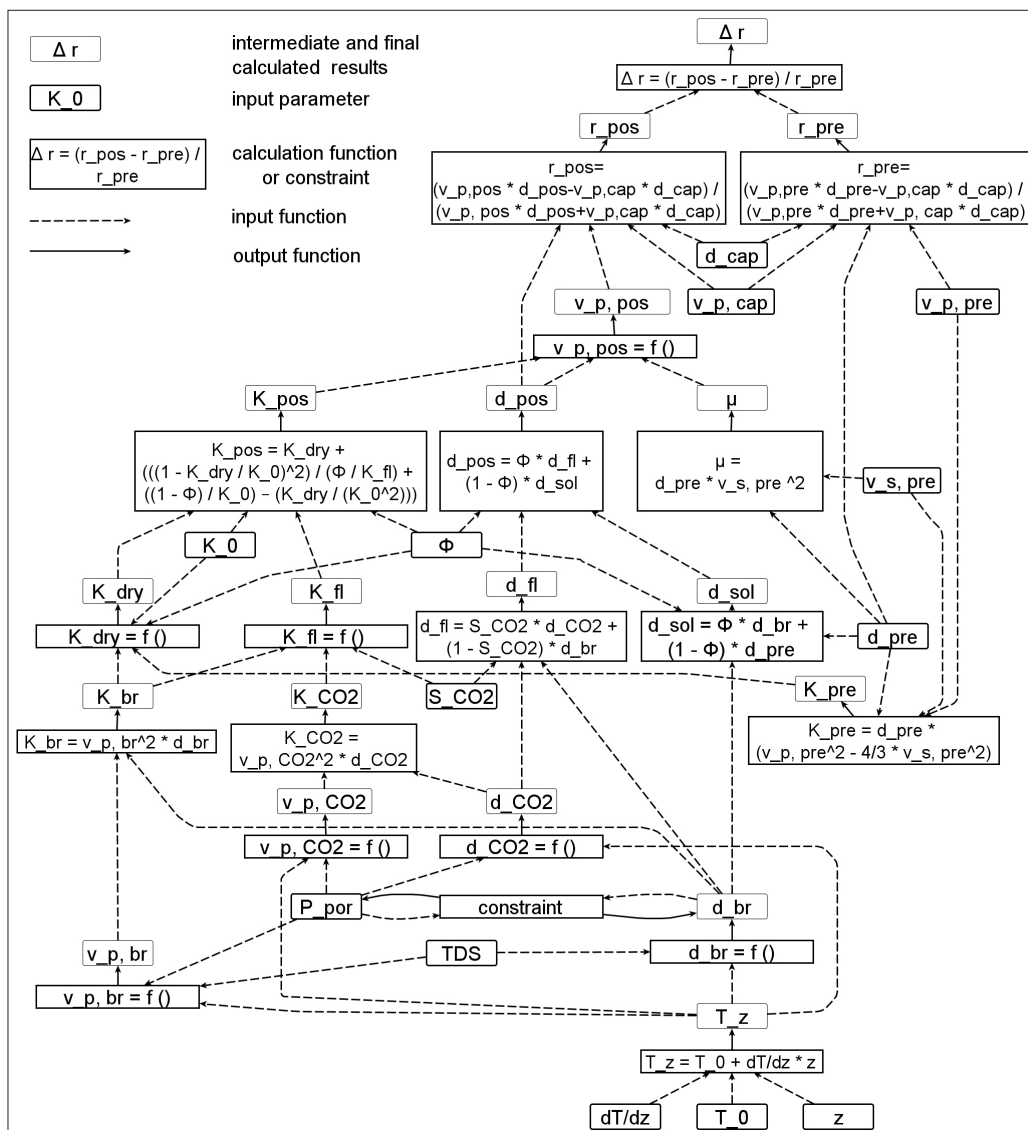 Δ r
intermediate and final
calculated results
K_0
input parameter
Δ r = (r_pos - r_pre) /
r_pre
calculation function
or constraint
input function
output function
Δ r
Δ r = (r_pos - r_pre) / r_pre
r_pos
r_pre
r_pos=
(v_p,pos * d_pos-v_p,cap * d_cap) /
(v_p, pos * d_pos+v_p,cap * d_cap)
r_pre=
(v_p,pre * d_pre-v_p,cap * d_cap) /
(v_p,pre * d_pre+v_p, cap * d_cap)
d_cap
v_p, pos
v_p, cap
v_p, pre
v_p, pos = f ()
K_pos
d_pos
μ
K_pos = K_dry +
(((1 - K_dry / K_0)^2) / (Φ / K_fl) +
((1 - Φ) / K_0) − (K_dry / (K_0^2)))
d_pos = Φ * d_fl +
(1 - Φ) * d_sol
μ =
d_pre * v_s, pre ^2
v_s, pre
K_0
Φ
K_dry
K_fl
d_fl
d_sol
K_dry = f ()
K_fl = f ()
d_fl = S_CO2 * d_CO2 +
(1 - S_CO2) * d_br
d_sol = Φ * d_br +
(1 - Φ) * d_pre
d_pre
K_br
K_CO2
S_CO2
K_pre
K_br = v_p, br^2 * d_br
K_CO2 =
v_p, CO2^2 * d_CO2
K_pre = d_pre *
(v_p, pre^2 - 4/3 * v_s, pre^2)
v_p, CO2
d_CO2
v_p, CO2 = f ()
d_CO2 = f ()
P_por
constraint
d_br
v_p, br
TDS
d_br = f ()
v_p, br = f ()
T_z
T_z = T_0 + dT/dz * z
dT/dz
T_0
z